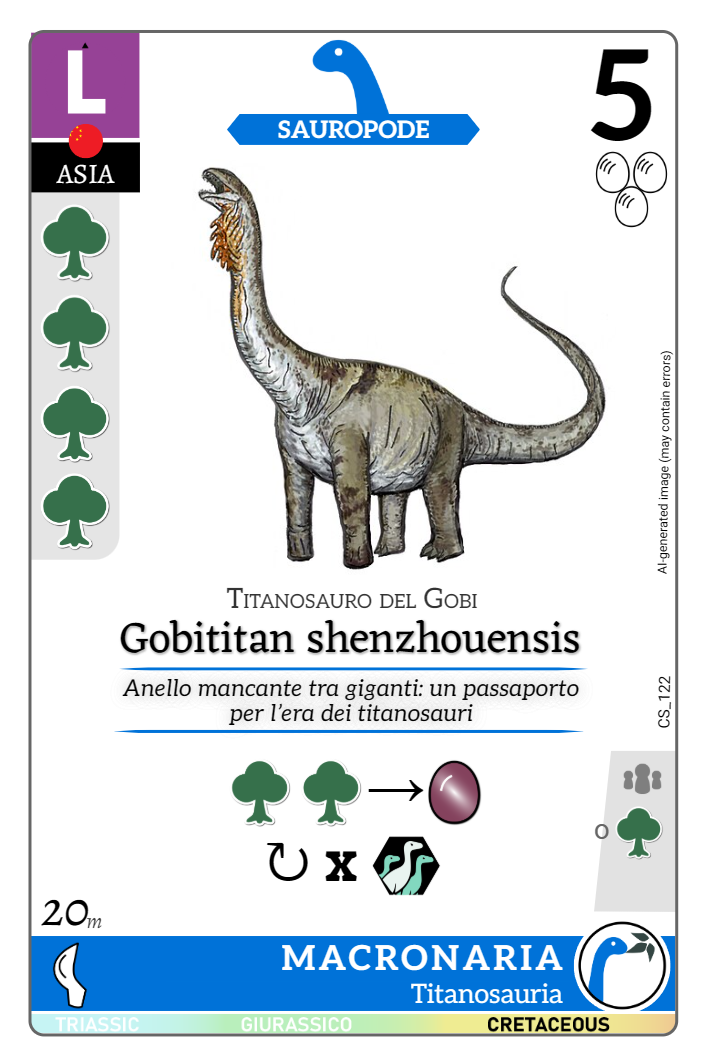 L
ASIA
SAUROPODE
5
AI-generated image (may contain errors)
Titanosauro del Gobi
Gobititan shenzhouensis
Anello mancante tra giganti: un passaporto
per l'era dei titanosauri
CS_122
x
o
20m
MACRONARIA
Titanosauria
TRIASSIC
GIURASSICO
CRETACEOUS